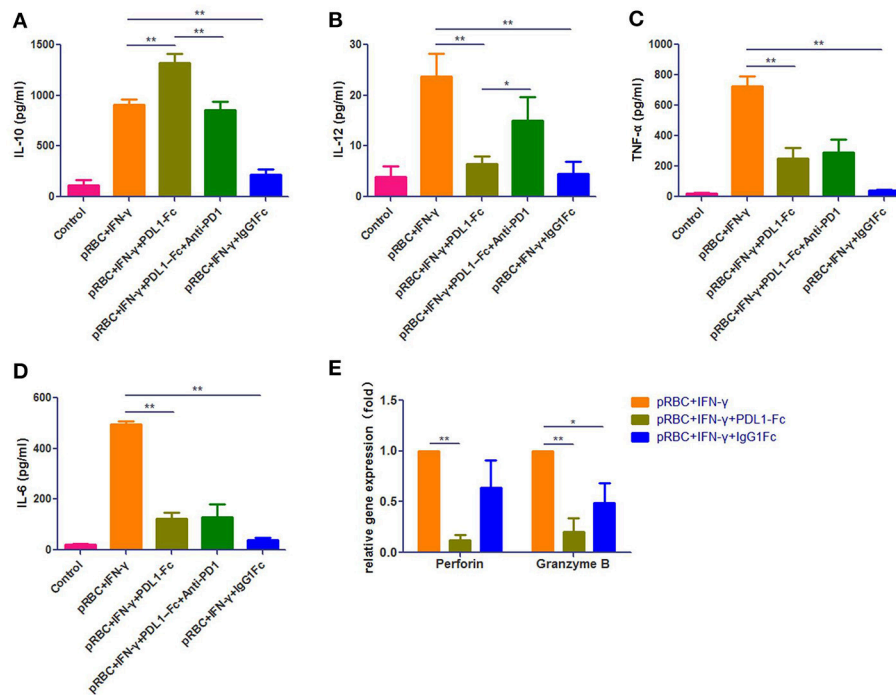 A
IL-10 (pg/ml)
1500
1000
500
0
**
**
**
Control
pRBC+IFN-γ
pRBC+IFN-γ+PDL1-Fc
pRBC+IFN-γ+PDL1–Fc+Anti-PD1
pRBC+IFN-γ+IgG1Fc
B
IL-12 (pg/ml)
30
20
10
0
**
**
*
Control
pRBC+IFN-γ
pRBC+IFN-γ+PDL1-Fc
pRBC+IFN-γ+PDL1–Fc+Anti-PD1
pRBC+IFN-γ+IgG1Fc
C
TNF-α (pg/ml)
1000
800
600
400
200
0
**
**
Control
pRBC+IFN-γ
pRBC+IFN-γ+PDL1-Fc
pRBC+IFN-γ+PDL1–Fc+Anti-PD1
pRBC+IFN-γ+IgG1Fc
D
IL-6 (pg/ml)
600
400
200
0
**
**
Control
pRBC+IFN-γ
pRBC+IFN-γ+PDL1-Fc
pRBC+IFN-γ+PDL1–Fc+Anti-PD1
pRBC+IFN-γ+IgG1Fc
E
relative gene expression (fold)
1.5
1.0
0.5
0.0
**
*
**
Perforin
Granzyme B
pRBC+IFN-γ
pRBC+IFN-γ+PDL1-Fc
pRBC+IFN-γ+IgG1Fc